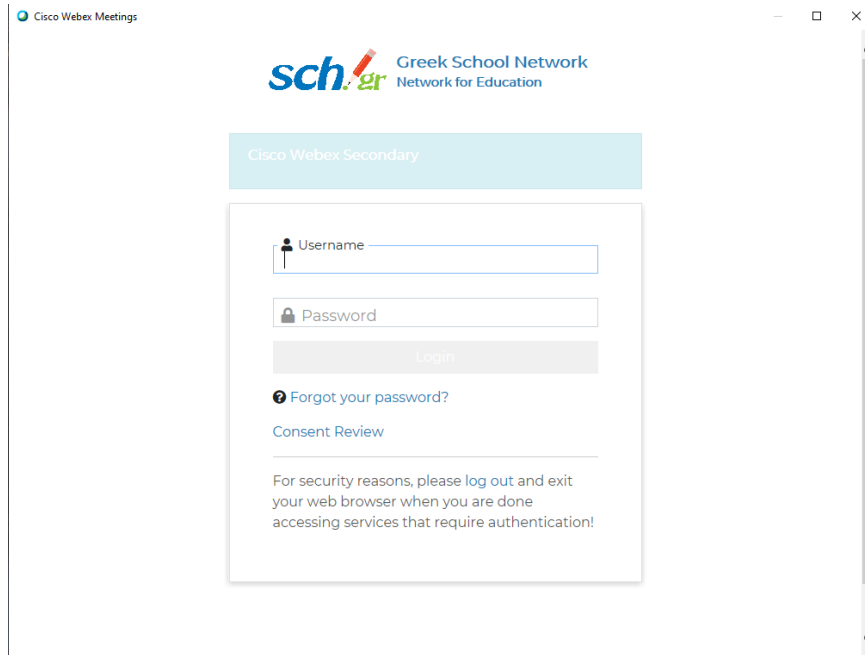 Cisco Webex Meetings
sch.gr
Greek School Network
Network for Education
Cisco Webex Secondary
Username
Password
Login
Forgot your password?
Consent Review
For security reasons, please log out and exit
your web browser when you are done
accessing services that require authentication!